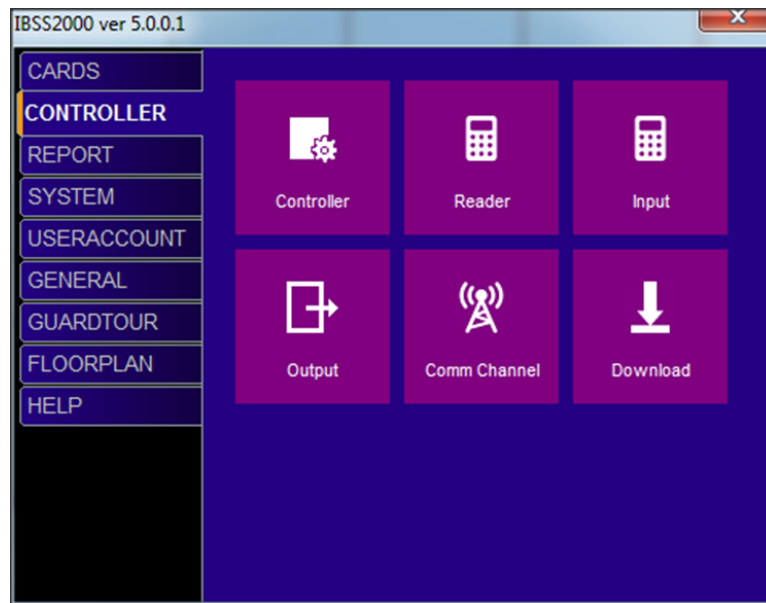 IBSS2000 ver 5.0.0.1
X
CARDS
CONTROLLER
REPORT
SYSTEM
USERACCOUNT
GENERAL
GUARDTOUR
FLOORPLAN
HELP
Controller
Reader
Input
Output
Comm Channel
Download